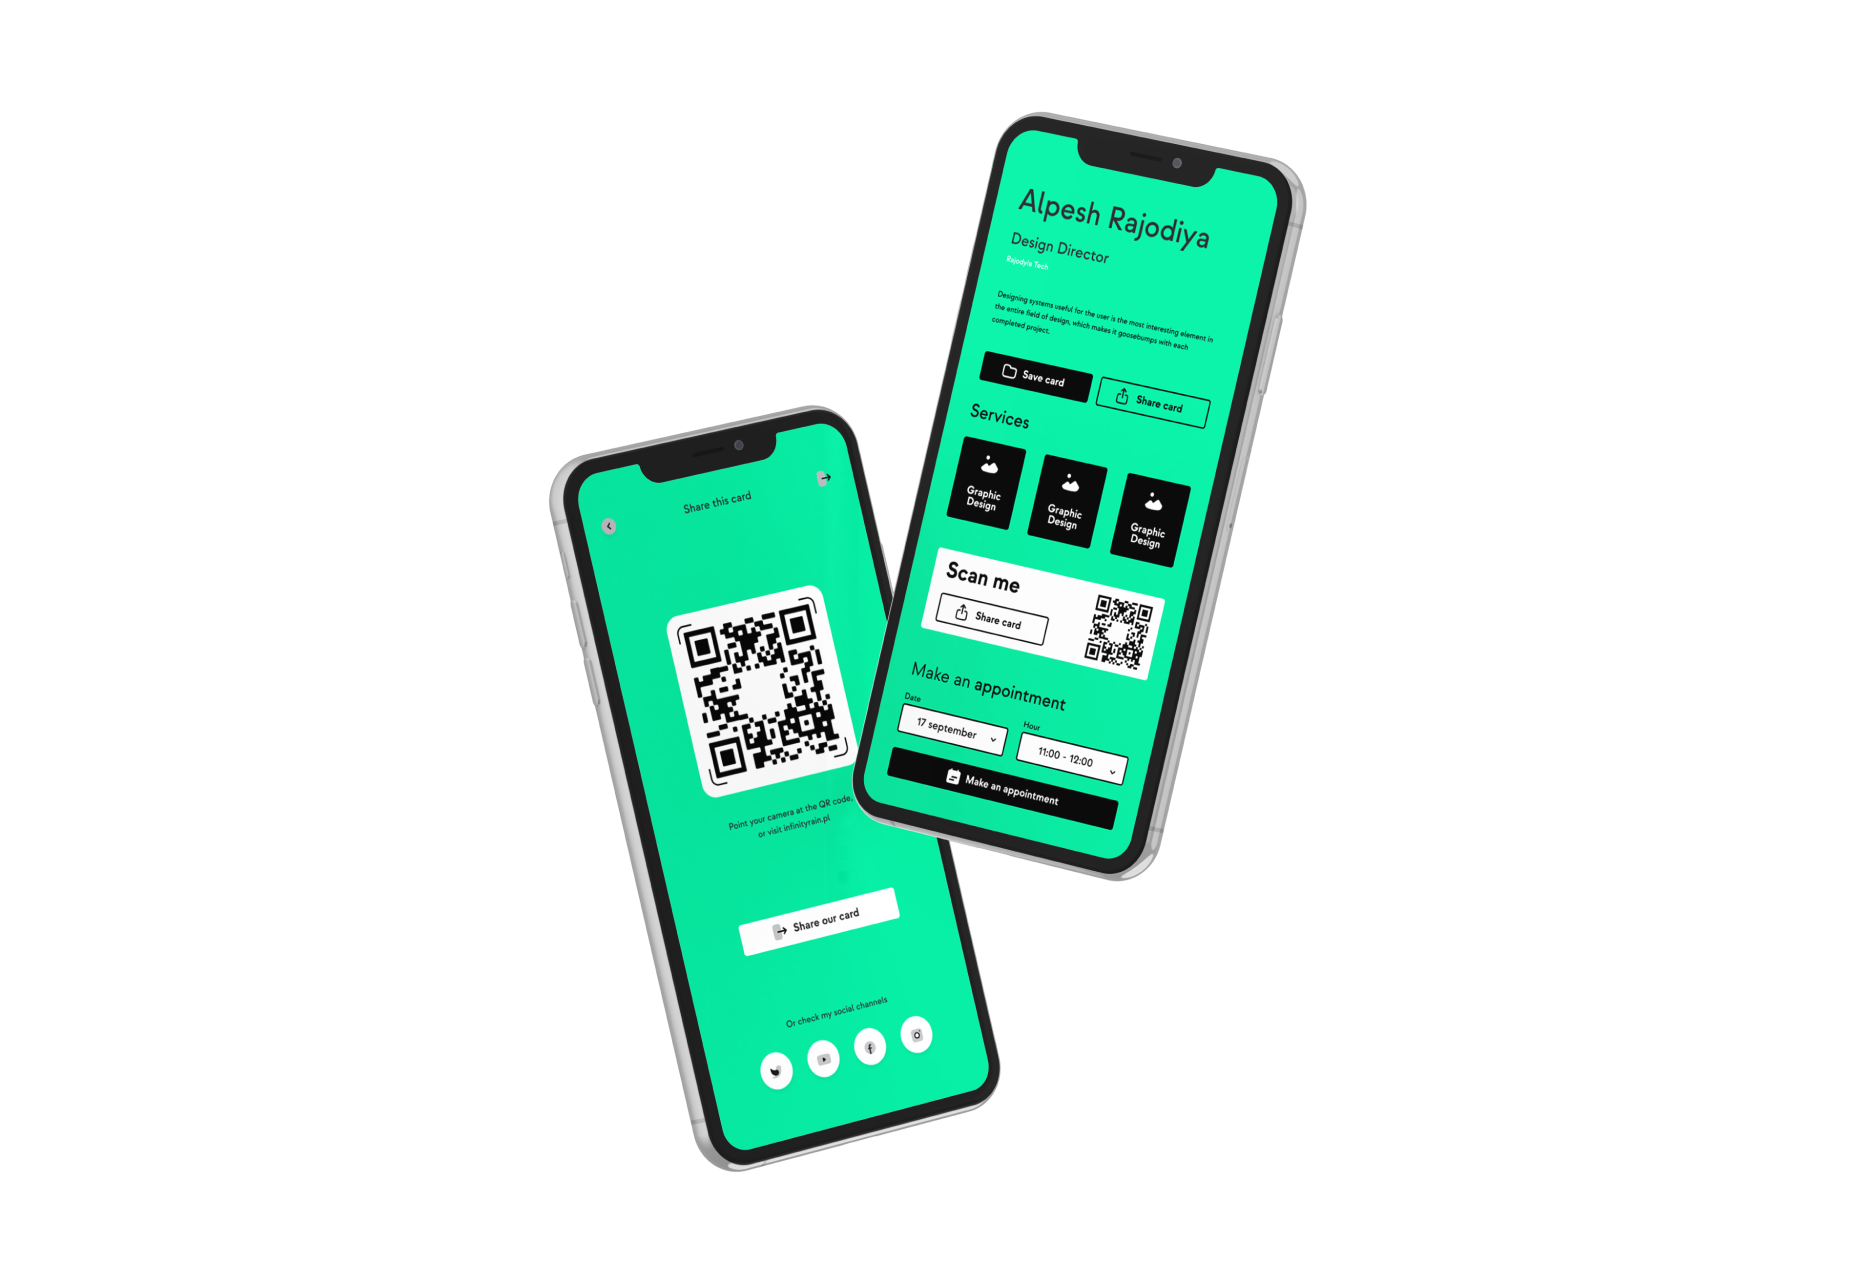 Share this card
Point your camera at the QR code,
or visit infinityrain.pl
Share our card
Or check my social channels
Alpesh Rajodiya
Design Director
Rajodyia Tech
Designing systems useful for the user is the most interesting element in
the entire field of design, which makes it goosebumps with each
completed project.
Save card
Share card
Services
Graphic
Design
Graphic
Design
Graphic
Design
Scan me
Share card
Make an appointment
Date
17 september
Hour
11:00 - 12:00
Make an appointment